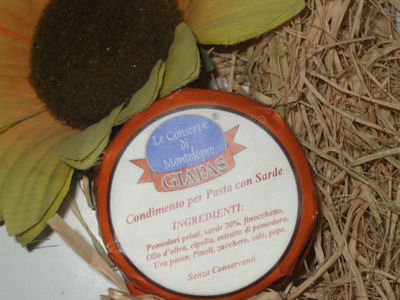 Le Conserve
di
Montelepre
®
GIAPAS
Condimento per Pasta con Sarde
INGREDIENTI:
Pomodori pelati, sarde 20%, finocchetto,
Olio d'oliva, cipolla, estratto di pomodoro,
Uva passa, Pinoli, zucchero, sale, pepe.
Senza Conservanti